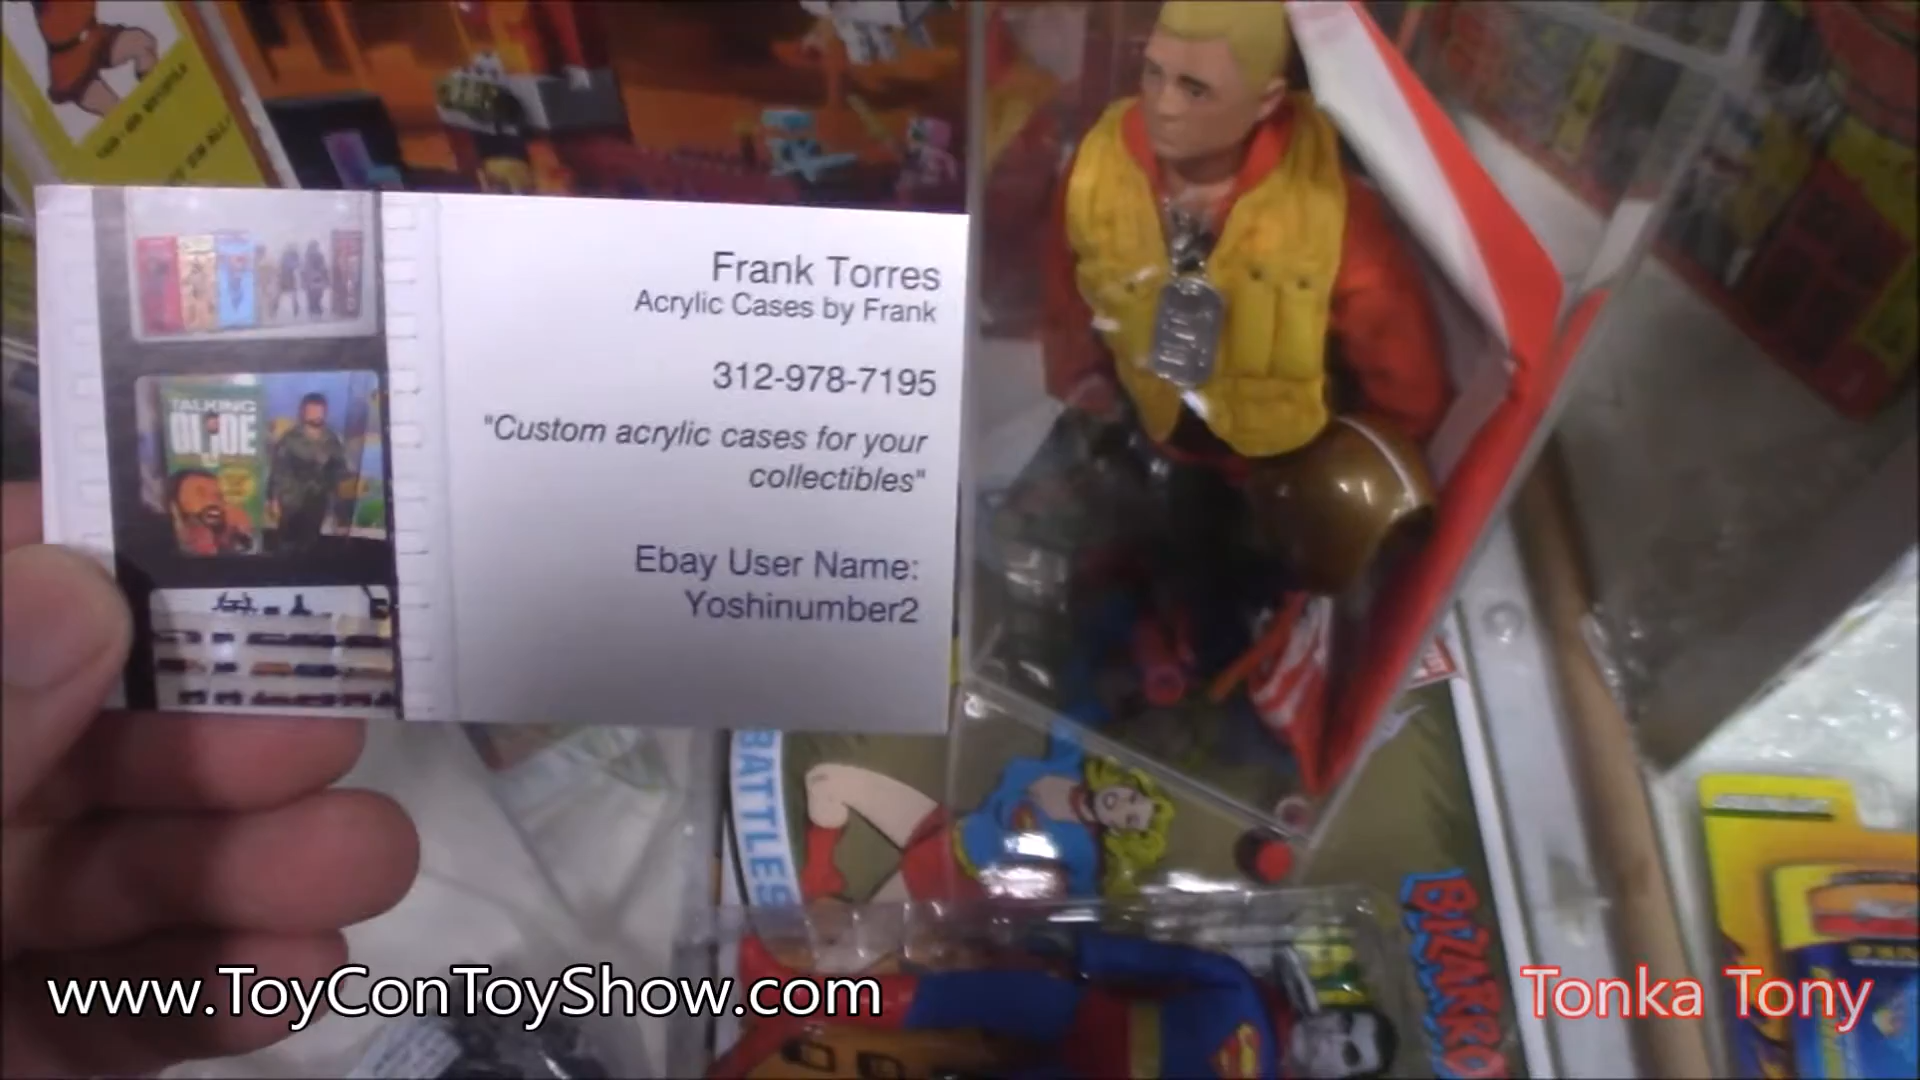 Frank Torres
Acrylic Cases by Frank
312-978-7195
"Custom acrylic cases for your
collectibles"
Ebay User Name:
Yoshinumber2
TALKING
GI JOE
BATTLES
BIZARRO
www.ToyConToyShow.com
Tonka Tony